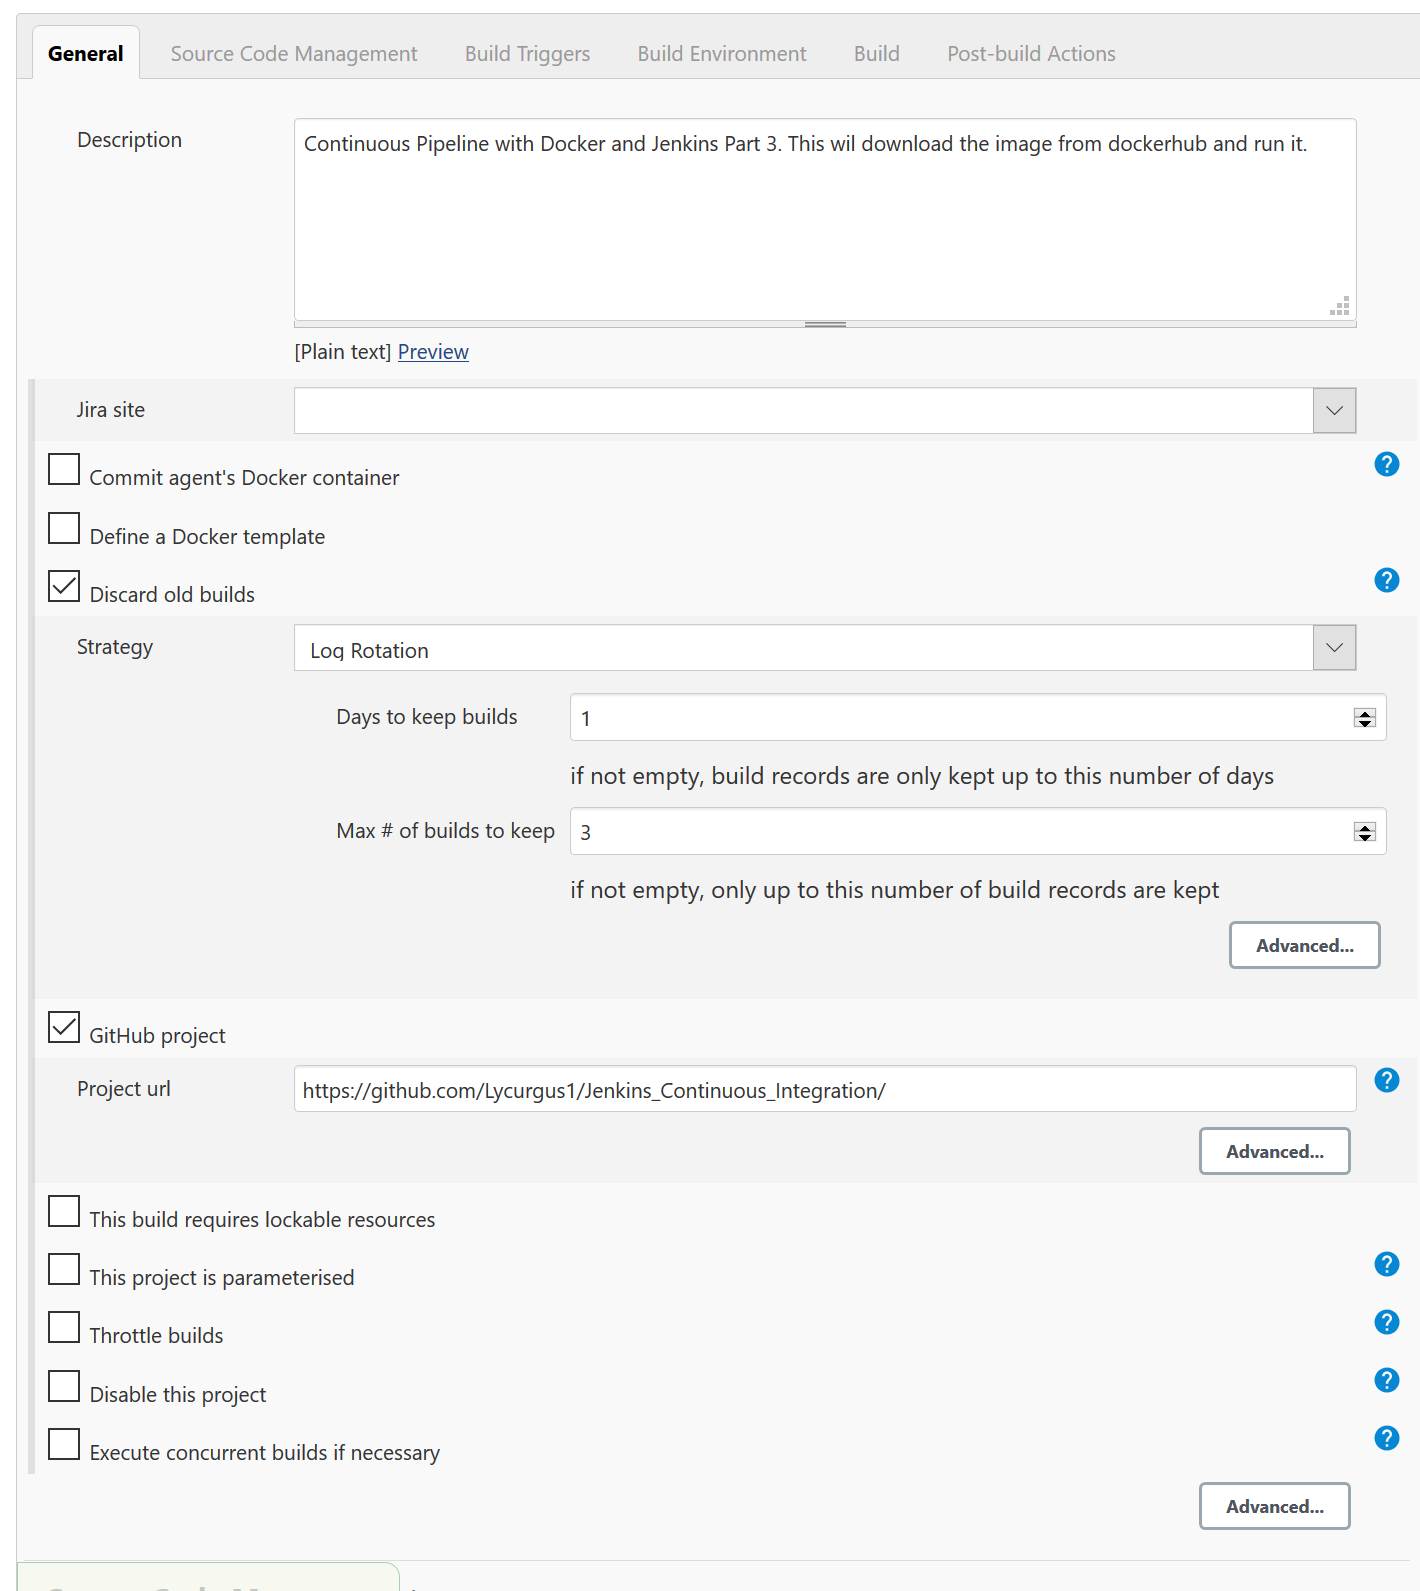 General Source Code Management Build Triggers Build Environment Build Post-build Actions
Description
Continuous Pipeline with Docker and Jenkins Part 3. This wil download the image from dockerhub and run it.
[Plain text] Preview
Jira site
Commit agent's Docker container
Define a Docker template
Discard old builds
Strategy
Log Rotation
Days to keep builds
1
if not empty, build records are only kept up to this number of days
Max # of builds to keep
3
if not empty, only up to this number of build records are kept
Advanced...
GitHub project
Project url
https://github.com/Lycurgus1/Jenkins_Continuous_Integration/
Advanced...
This build requires lockable resources
This project is parameterised
Throttle builds
Disable this project
Execute concurrent builds if necessary
Advanced...